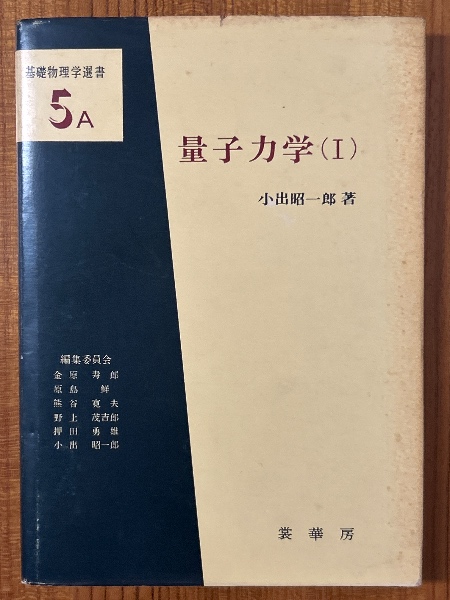 基礎物理学選書
5A
量子力学(I)
小出昭一郎 著
編集委員会
金原 寿郎
原島 鮮
熊谷 寛夫
野上 茂吉郎
押田 勇雄
小出 昭一郎
裳華房